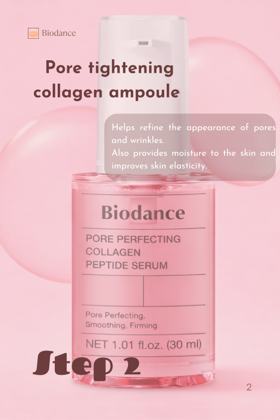 Biodance
Pore tightening
collagen ampoule
Helps refine the appearance of pores
and wrinkles.
Also provides moisture to the skin and
improves skin elasticity.
Biodance
PORE PERFECTING
COLLAGEN
PEPTIDE SERUM
Pore Perfecting,
Smoothing, Firming
NET 1.01 fl.oz. (30 ml)
Step 2
2